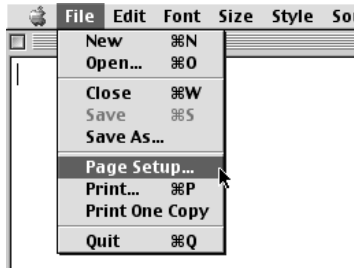 File Edit Font Size Style So
New ⌘N
Open... ⌘O
Close ⌘W
Save ⌘S
Save As...
Page Setup...
Print... ⌘P
Print One Copy
Quit ⌘Q